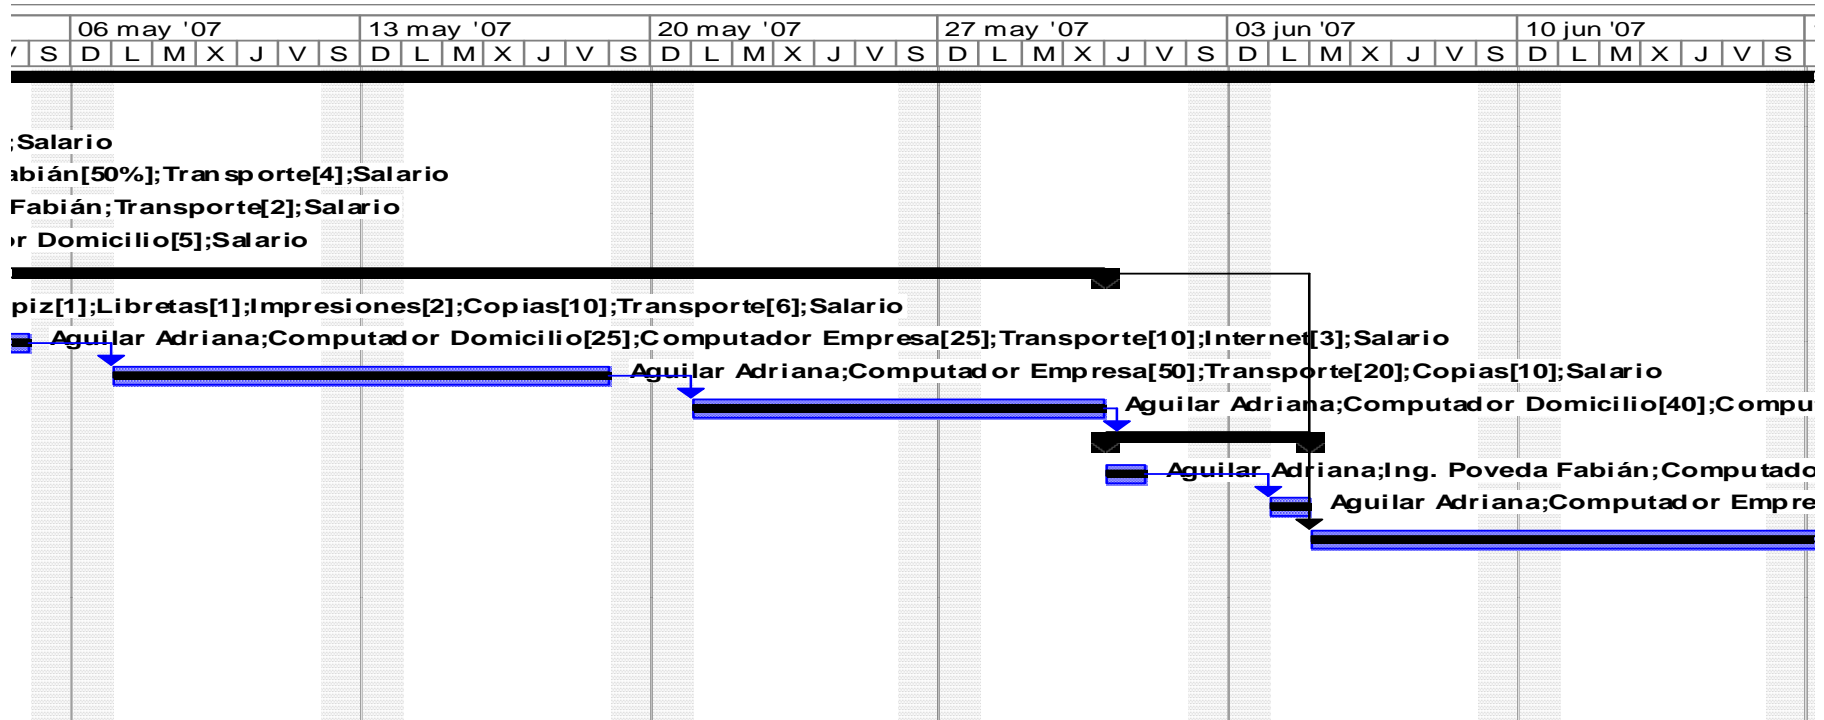 06 may '07 13 may '07 20 may '07 27 may '07 03 jun '07 10 jun '07
S D L M X J V S D L M X J V S D L M X J V S D L M X J V S D L M X J V S D L M X J V S
;Salario
abián[50%];Transporte[4];Salario
Fabián;Transporte[2];Salario
or Domicilio[5];Salario
piz[1];Libretas[1];Impresiones[2];Copias[10];Transporte[6];Salario
Aguilar Adriana;Computador Domicilio[25];Computador Empresa[25];Transporte[10];Internet[3];Salario
Aguilar Adriana;Computador Empresa[50];Transporte[20];Copias[10];Salario
Aguilar Adriana;Computador Domicilio[40];Compu
Aguilar Adriana;Ing. Poveda Fabián;Computado
Aguilar Adriana;Computador Empre